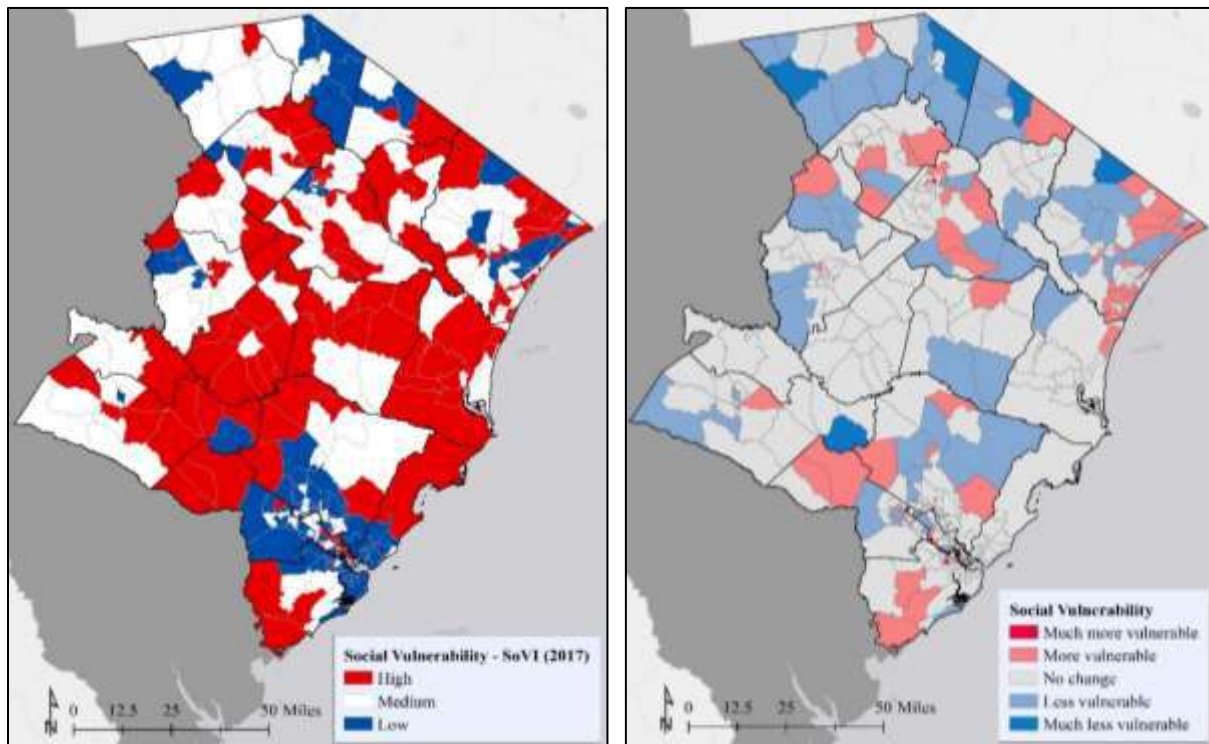 Social Vulnerability - SoVI (2017)
High
Medium
Low
N
0 12.5 25 50 Miles
Social Vulnerability
Much more vulnerable
More vulnerable
No change
Less vulnerable
Much less vulnerable
N
0 12.5 25 50 Miles